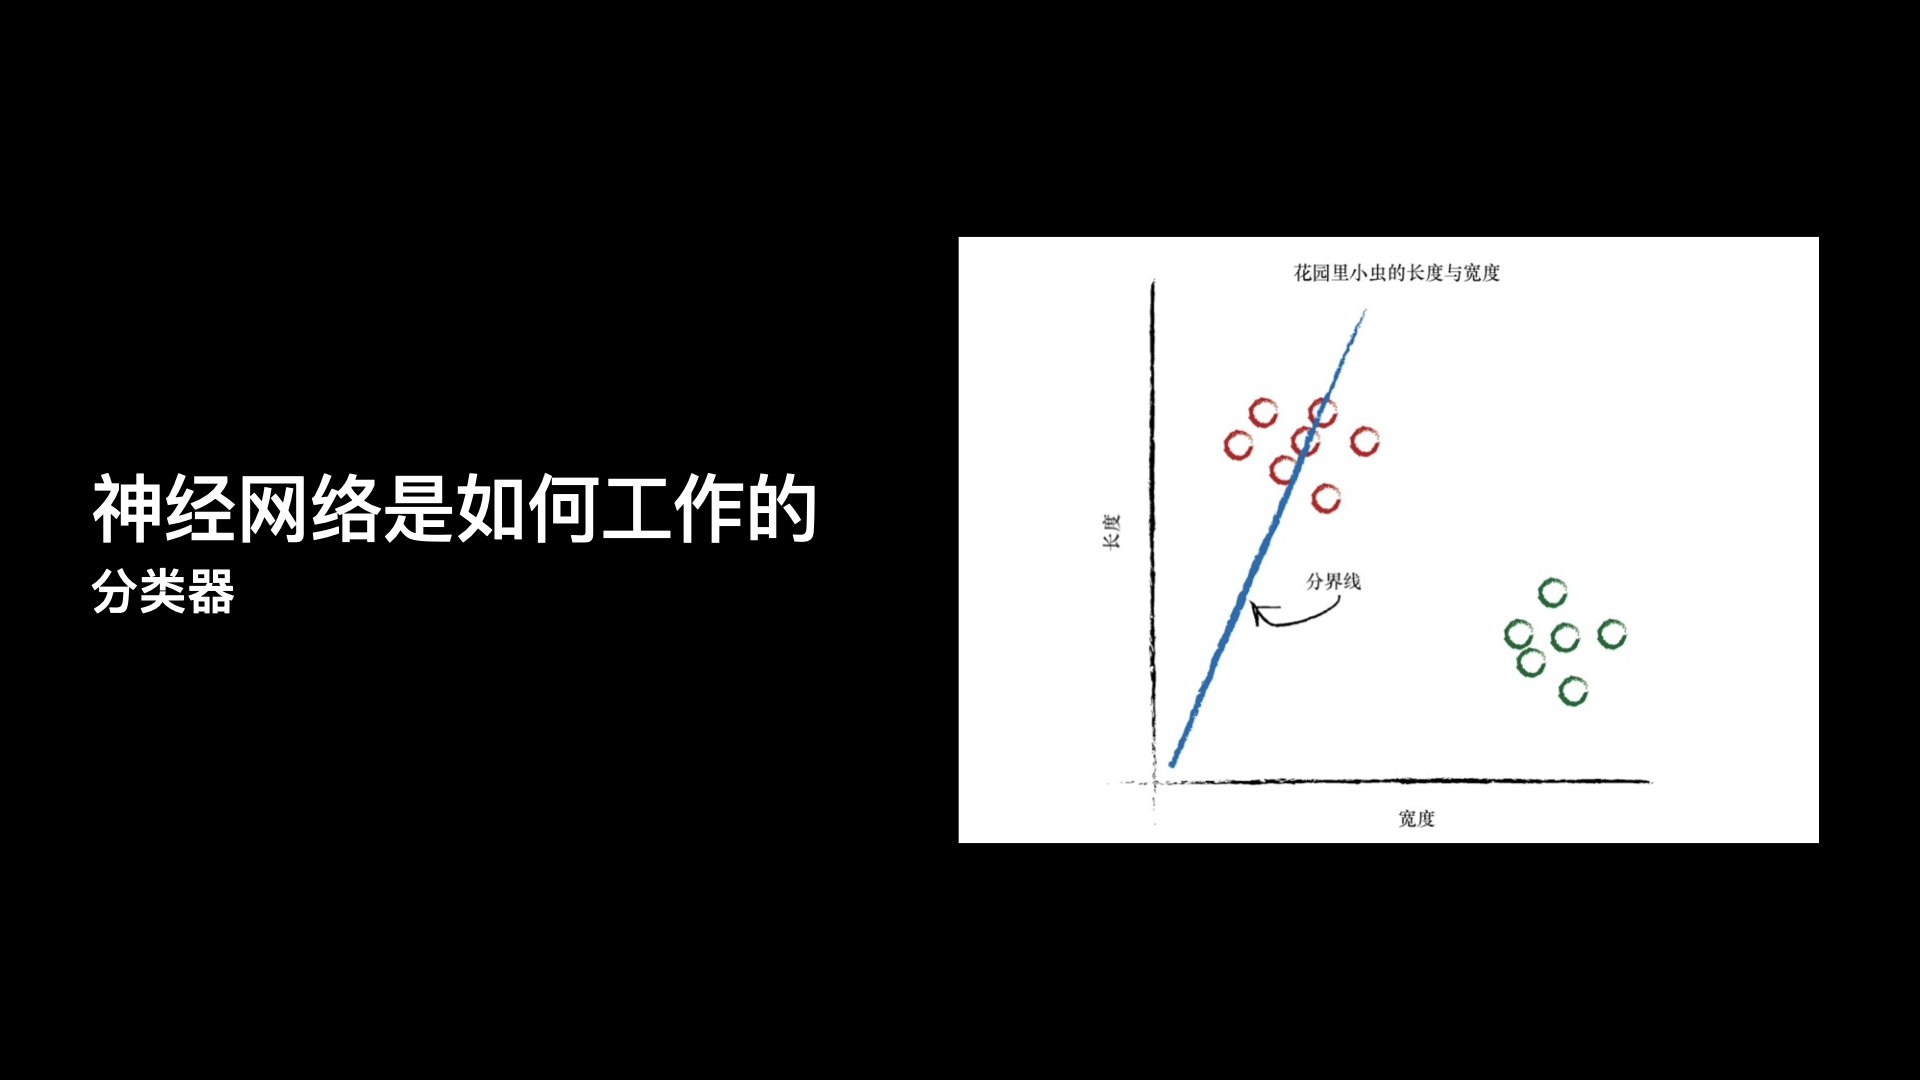 神经网络是如何工作的
分类器
花园里小虫的长度与宽度
长度
分界线
宽度